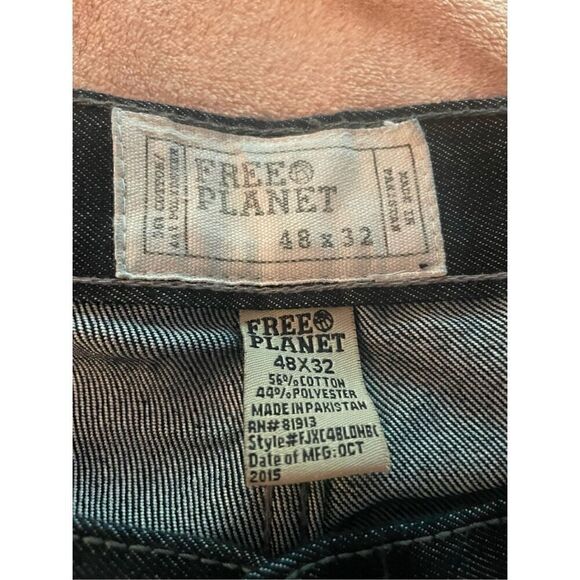 56% COTTON/
44% POLYESTER
FREE
PLANET
48 x 32
MADE IN
PAKISTAN
FREE
PLANET
48X32
56%COTTON
44%POLYESTER
MADE IN PAKISTAN
RN# 81913
Style#FJXC48LDNBC
Date of MFG:OCT
2015